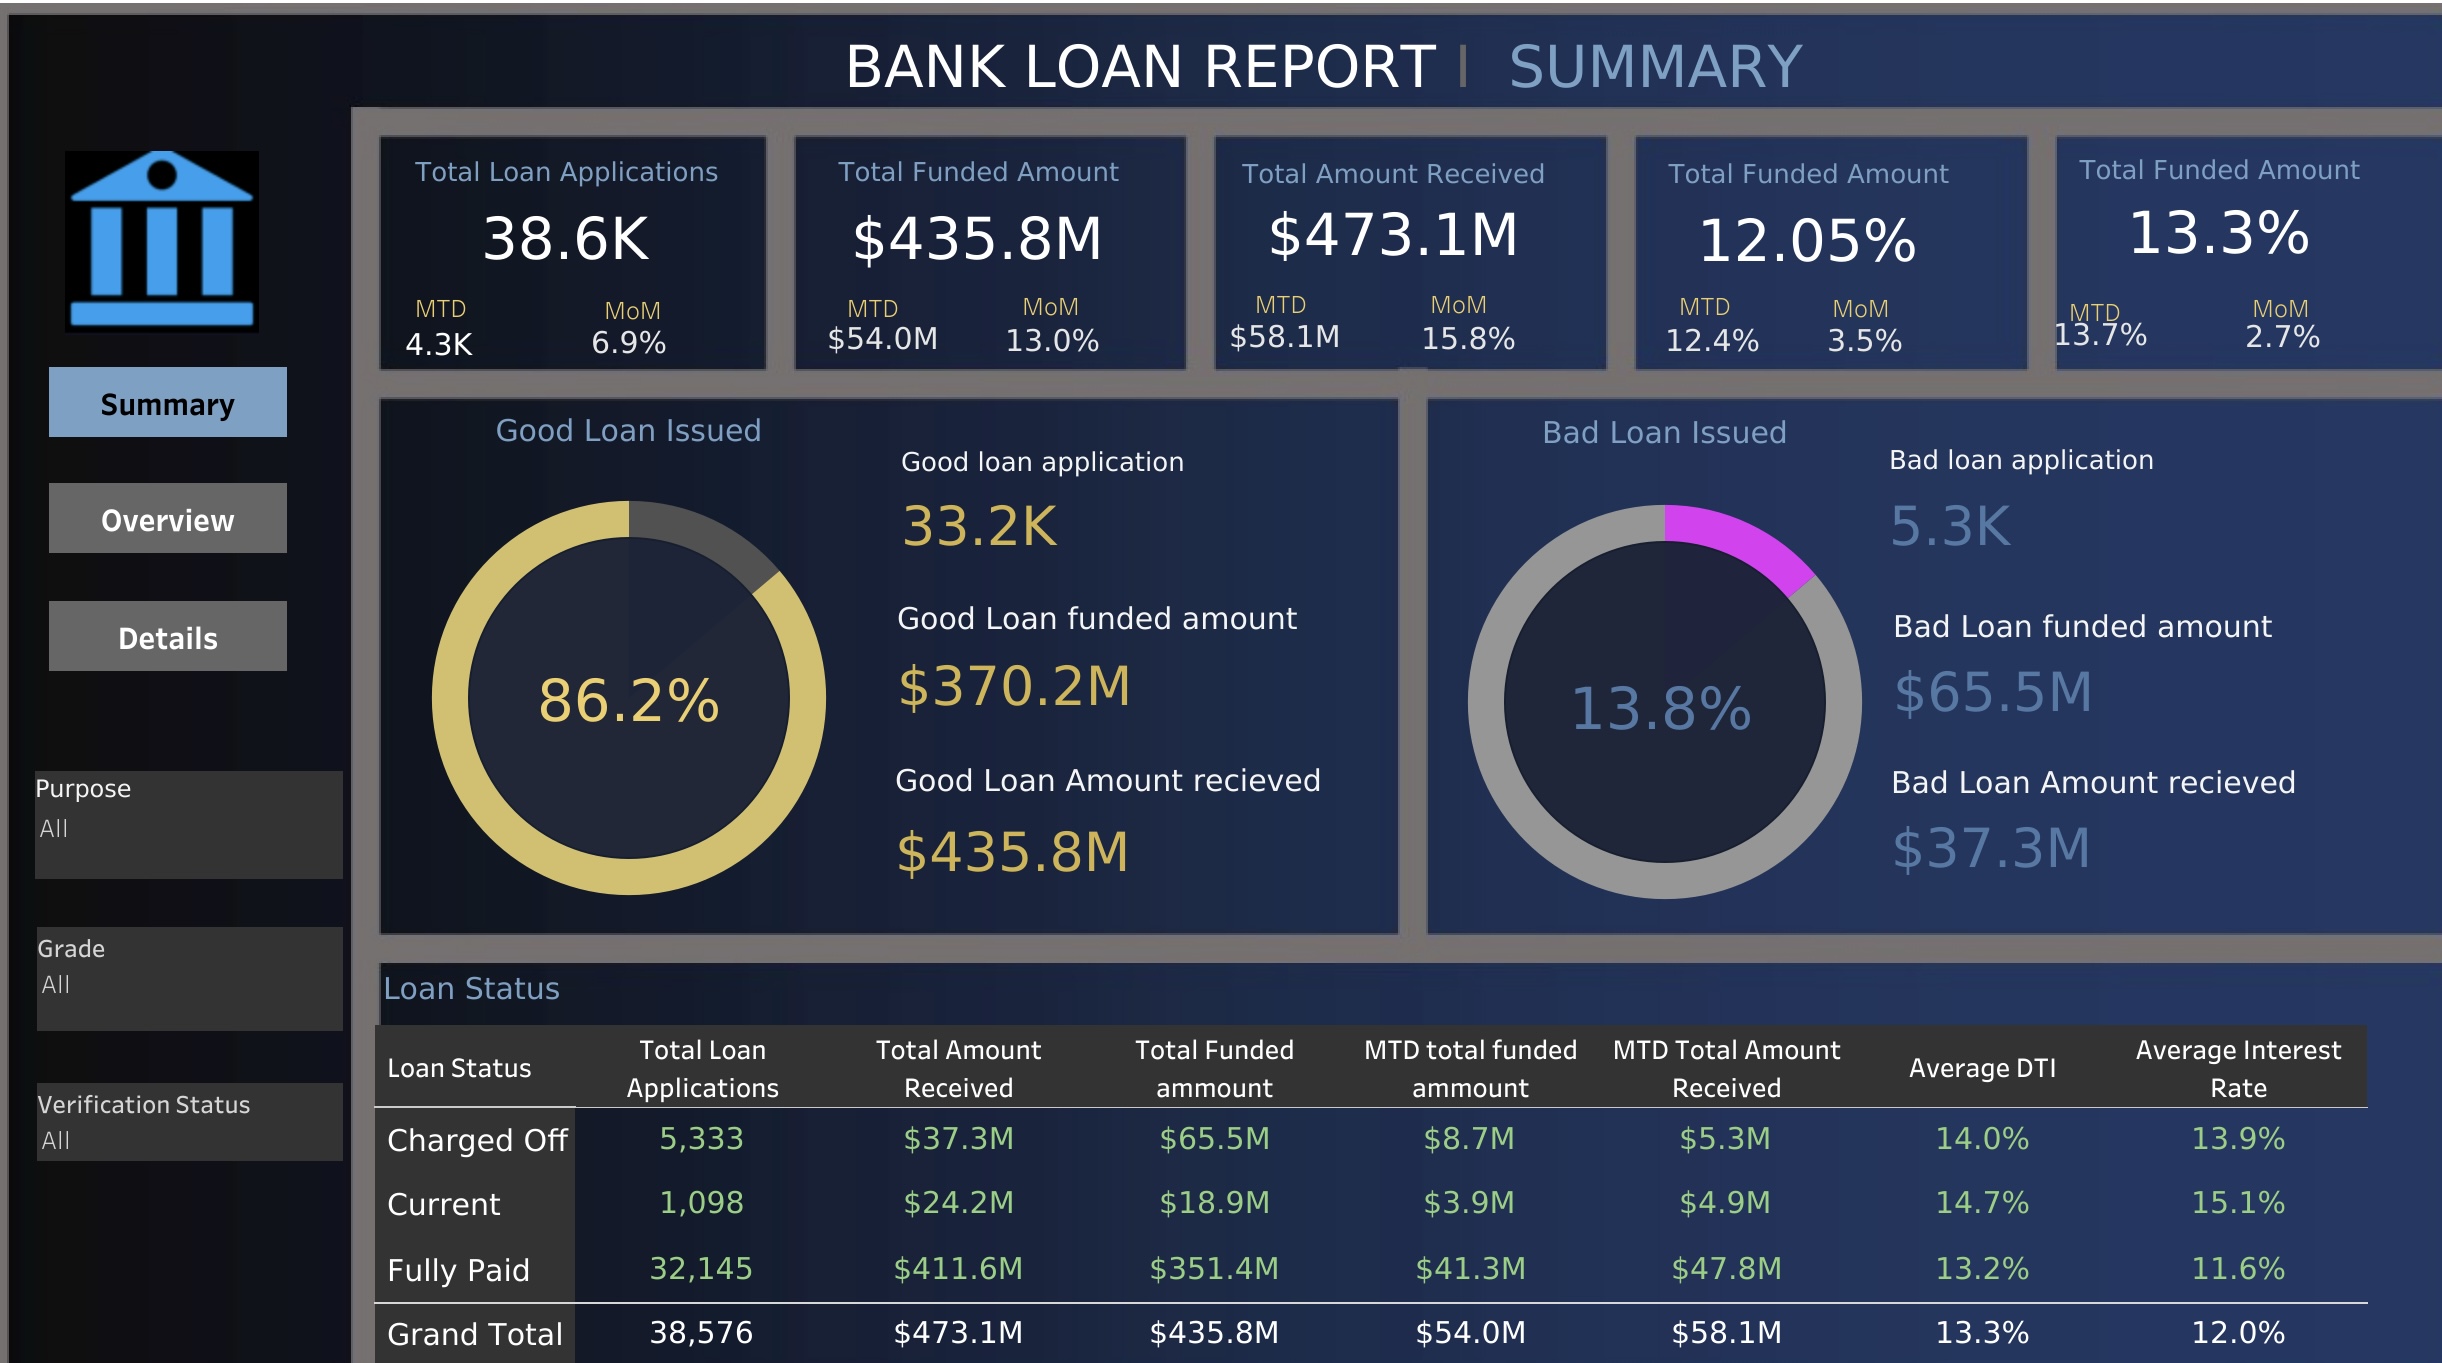 BANK LOAN REPORT | SUMMARY
Total Loan Applications
38.6K
MTD MoM
4.3K 6.9%
Total Funded Amount
$435.8M
MTD MoM
$54.0M 13.0%
Total Amount Received
$473.1M
MTD MoM
$58.1M 15.8%
Total Funded Amount
12.05%
MTD MoM
12.4% 3.5%
Total Funded Amount
13.3%
MTD MoM
13.7% 2.7%
Summary
Overview
Details
Purpose
All
Grade
All
Verification Status
All
Good Loan Issued
86.2%
Good loan application
33.2K
Good Loan funded amount
$370.2M
Good Loan Amount recieved
$435.8M
Bad Loan Issued
13.8%
Bad loan application
5.3K
Bad Loan funded amount
$65.5M
Bad Loan Amount recieved
$37.3M
Loan Status
Loan Status Total Loan Applications Total Amount Received Total Funded ammount MTD total funded ammount MTD Total Amount Received Average DTI Average Interest Rate
Charged Off 5,333 $37.3M $65.5M $8.7M $5.3M 14.0% 13.9%
Current 1,098 $24.2M $18.9M $3.9M $4.9M 14.7% 15.1%
Fully Paid 32,145 $411.6M $351.4M $41.3M $47.8M 13.2% 11.6%
Grand Total 38,576 $473.1M $435.8M $54.0M $58.1M 13.3% 12.0%